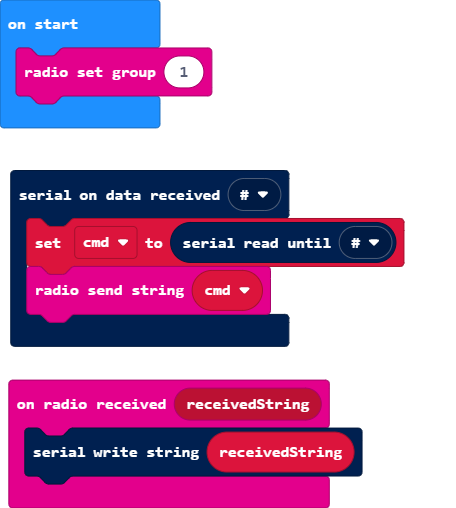 on start
radio set group 1
serial on data received #
set cmd to serial read until #
radio send string cmd
on radio received receivedString
serial write string receivedString